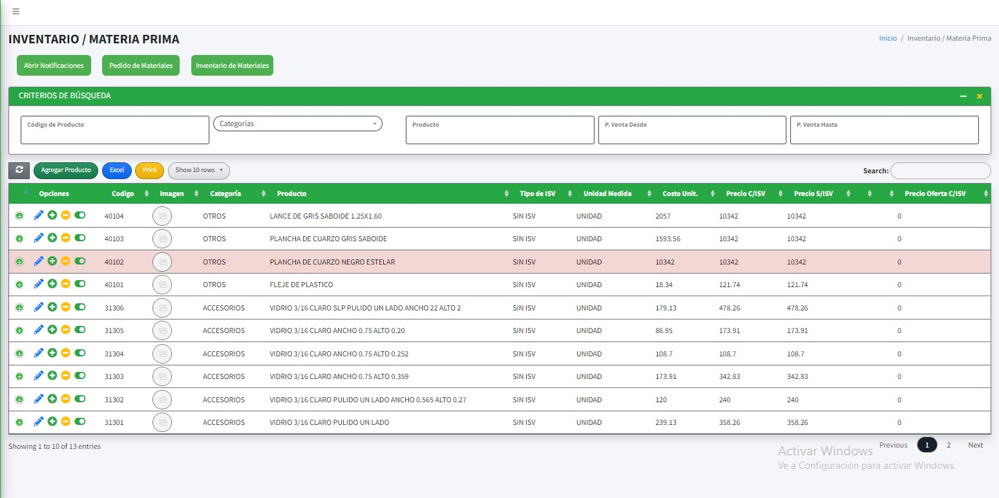 INVENTARIO / MATERIA PRIMA
Inicio / Inventario / Materia Prima
Abrir Notificaciones Pedido de Materiales Inventario de Materiales
CRITERIOS DE BÚSQUEDA
Código de Producto Categorías Producto P. Venta Desde P. Venta Hasta
Agregar Producto Excel Print Show 10 rows Search:
Opciones Codigo Imagen Categoría Producto Tipo de ISV Unidad Medida Costo Unit. Precio C/ISV Precio S/ISV Precio Oferta C/ISV
40104 OTROS LANCE DE GRIS SABOIDE 1.25X1.60 SIN ISV UNIDAD 2057 10342 10342 0
40103 OTROS PLANCHA DE CUARZO GRIS SABOIDE SIN ISV UNIDAD 1593.56 10342 10342 0
40102 OTROS PLANCHA DE CUARZO NEGRO ESTELAR SIN ISV UNIDAD 10342 10342 10342 0
40101 OTROS FLEJE DE PLASTICO SIN ISV UNIDAD 18.34 121.74 121.74 0
31306 ACCESORIOS VIDRIO 3/16 CLARO SLP PULIDO UN LADO ANCHO 22 ALTO 2 SIN ISV UNIDAD 179.13 478.26 478.26 0
31305 ACCESORIOS VIDRIO 3/16 CLARO ANCHO 0.75 ALTO 0.20 SIN ISV UNIDAD 86.95 173.91 173.91 0
31304 ACCESORIOS VIDRIO 3/16 CLARO ANCHO 0.75 ALTO 0.252 SIN ISV UNIDAD 108.7 108.7 108.7 0
31303 ACCESORIOS VIDRIO 3/16 CLARO ANCHO 0.75 ALTO 0.359 SIN ISV UNIDAD 173.91 342.83 342.83 0
31302 ACCESORIOS VIDRIO 3/16 CLARO PULIDO UN LADO ANCHO 0.565 ALTO 0.27 SIN ISV UNIDAD 120 240 240 0
31301 ACCESORIOS VIDRIO 3/16 CLARO PULIDO UN LADO SIN ISV UNIDAD 239.13 358.26 358.26 0
Showing 1 to 10 of 13 entries Previous 1 2 Next
Activar Windows
Ve a Configuración para activar Windows.